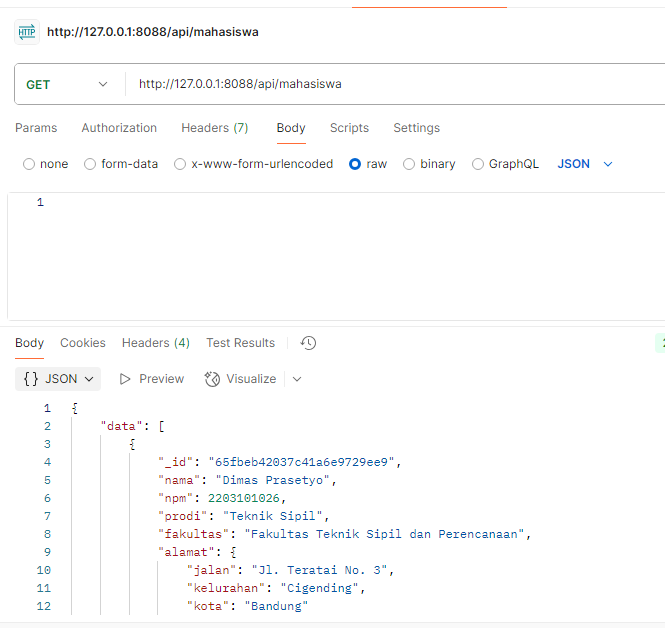 HTTP http://127.0.0.1:8088/api/mahasiswa
GET http://127.0.0.1:8088/api/mahasiswa
Params Authorization Headers (7) Body Scripts Settings
none form-data x-www-form-urlencoded raw binary GraphQL JSON
1
Body Cookies Headers (4) Test Results
{} JSON Preview Visualize
1 {
2 "data": [
3 {
4 "_id": "65fbeb42037c41a6e9729ee9",
5 "nama": "Dimas Prasetyo",
6 "npm": 2203101026,
7 "prodi": "Teknik Sipil",
8 "fakultas": "Fakultas Teknik Sipil dan Perencanaan",
9 "alamat": {
10 "jalan": "Jl. Teratai No. 3",
11 "kelurahan": "Cigending",
12 "kota": "Bandung"